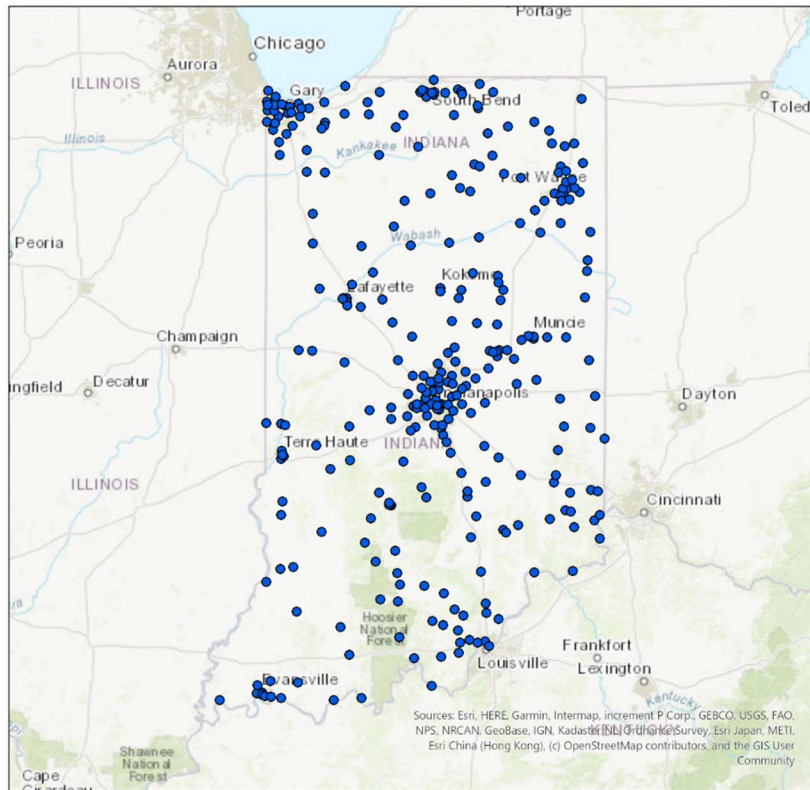 Portage
Chicago
Aurora
ILLINOIS
Gary
South Bend
Toled
Illinois
Kankakee
INDIANA
Fort Wayne
Peoria
Wabash
Lafayette
Kokomo
Champaign
Muncie
ingfield
Decatur
Indianapolis
Dayton
Terre Haute
INDIAN
ILLINOIS
Cincinnati
Hoosier
National
Forest
Frankfort
Louisville
Lexington
Evansville
Kentucky
Sources: Esri, HERE, Garmin, Intermap, increment P Corp., GEBCO, USGS, FAO,
NPS, NRCAN, GeoBase, IGN, Kadaster NL, Ordnance Survey, Esri Japan, METI,
Esri China (Hong Kong), (c) OpenStreetMap contributors, and the GIS User
Community
KENTUCKY
Shawnee
National
Forest
Cape
Girardeau